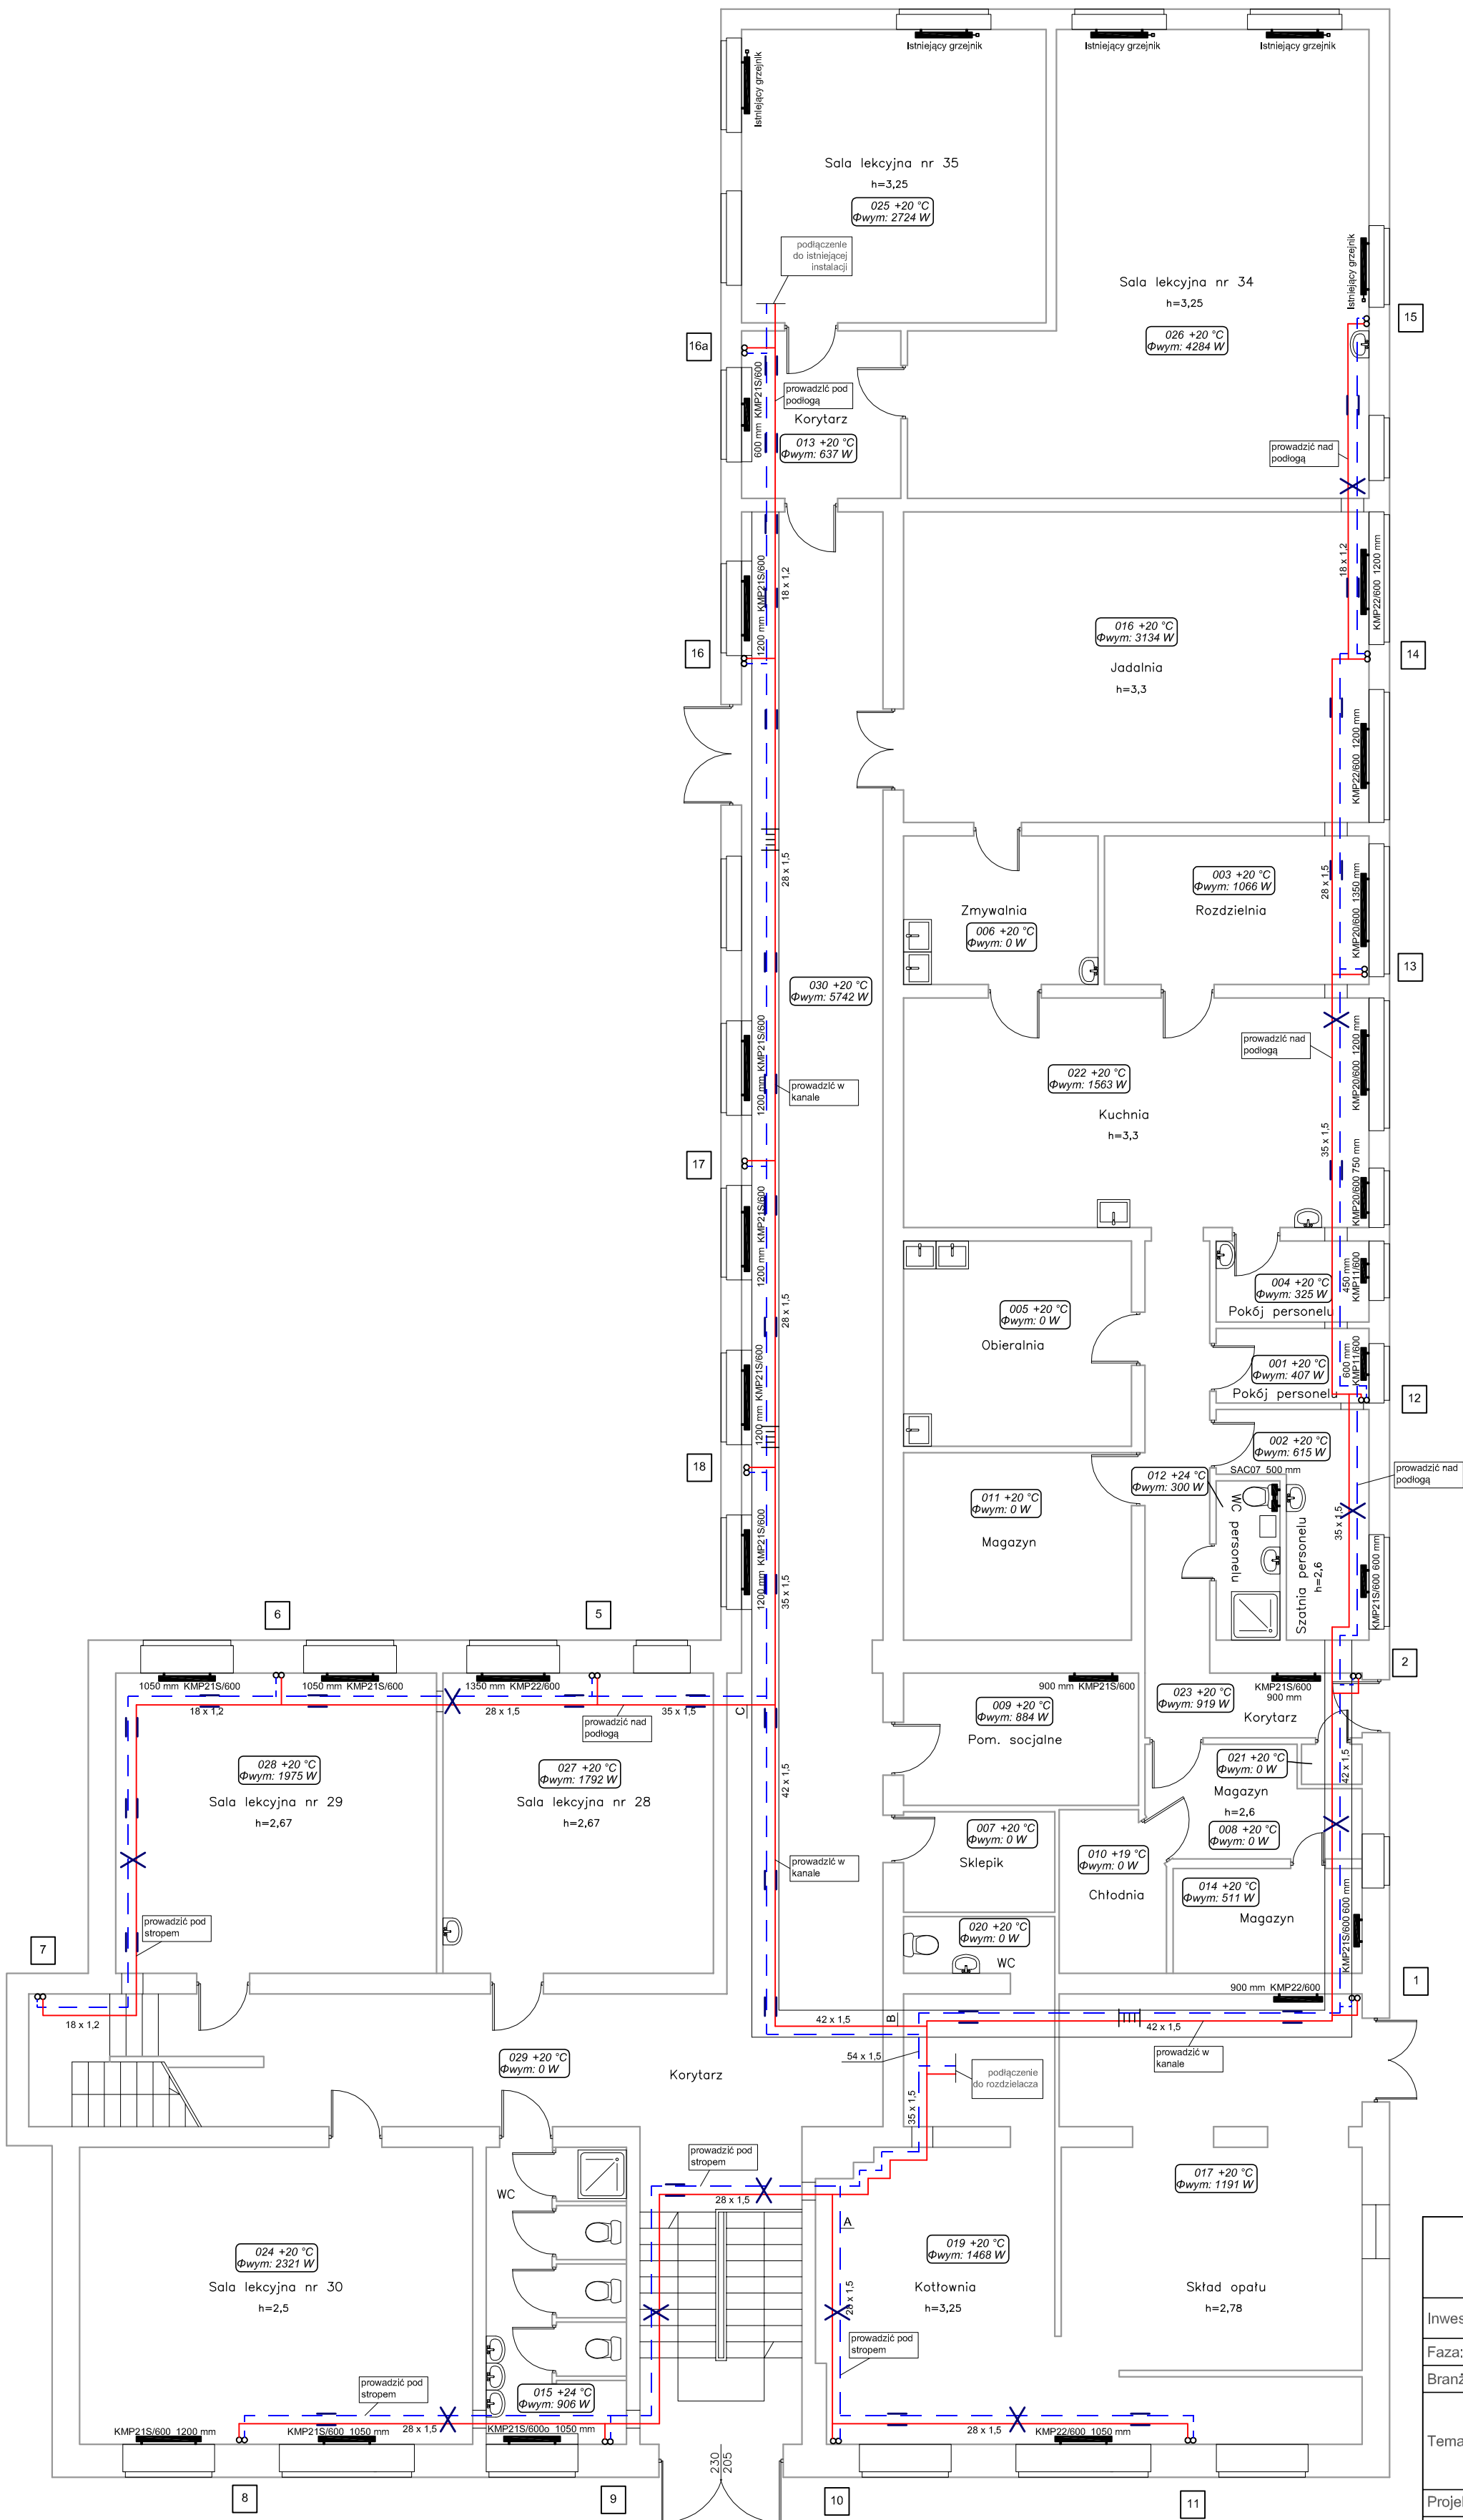 Istniejący grzejnik
Istniejący grzejnik
Istniejący grzejnik
Istniejący grzejnik
Sala lekcyjna nr 35
h=3,25
025 +20 °C
Φwym: 2724 W
podłączenie
do istniejącej
instalacji
Istniejący grzejnik
Sala lekcyjna nr 34
h=3,25
026 +20 °C
Φwym: 4284 W
15
16a
600 mm KMP21S/600
prowadzić pod
podłogą
Korytarz
013 +20 °C
Φwym: 637 W
prowadzić nad
podłogą
1200 mm KMP21S/600
18 x 1,2
18 x 1,2
KMP22/600 1200 mm
016 +20 °C
Φwym: 3134 W
Jadalnia
h=3,3
16
14
KMP22/600 1200 mm
28 x 1,5
28 x 1,5
003 +20 °C
Φwym: 1066 W
Rozdzielnia
KMP20/600 1350 mm
Zmywalnia
006 +20 °C
Φwym: 0 W
13
030 +20 °C
Φwym: 5742 W
1200 mm KMP21S/600
prowadzić w
kanale
022 +20 °C
Φwym: 1563 W
Kuchnia
h=3,3
prowadzić nad
podłogą
KMP20/600 1200 mm
35 x 1,5
KMP20/600 750 mm
17
1200 mm KMP21S/600
28 x 1,5
005 +20 °C
Φwym: 0 W
Obieralnia
004 +20 °C
Φwym: 325 W
Pokój personelu
450 mm
KMP11/600
001 +20 °C
Φwym: 407 W
Pokój personelu
600 mm
KMP11/600
12
1200 mm KMP21S/600
18
002 +20 °C
Φwym: 615 W
SAC07 500 mm
012 +24 °C
Φwym: 300 W
WC personelu
Szatnia personelu
h=2,6
35 x 1,5
prowadzić nad
podłogą
KMP21S/600 600 mm
011 +20 °C
Φwym: 0 W
Magazyn
1200 mm KMP21S/600
35 x 1,5
6
5
2
1050 mm KMP21S/600
1050 mm KMP21S/600
1350 mm KMP22/600
18 x 1,2
28 x 1,5
35 x 1,5
prowadzić nad
podłogą
C
900 mm KMP21S/600
009 +20 °C
Φwym: 884 W
Pom. socjalne
023 +20 °C
Φwym: 919 W
KMP21S/600
900 mm
Korytarz
028 +20 °C
Φwym: 1975 W
Sala lekcyjna nr 29
h=2,67
027 +20 °C
Φwym: 1792 W
Sala lekcyjna nr 28
h=2,67
42 x 1,5
021 +20 °C
Φwym: 0 W
42 x 1,5
Magazyn
h=2,6
008 +20 °C
Φwym: 0 W
007 +20 °C
Φwym: 0 W
Sklepik
010 +19 °C
Φwym: 0 W
Chłodnia
prowadzić w
kanale
014 +20 °C
Φwym: 511 W
Magazyn
KMP21S/600 600 mm
prowadzić pod
stropem
7
020 +20 °C
Φwym: 0 W
WC
900 mm KMP22/600
1
18 x 1,2
42 x 1,5
B
42 x 1,5
prowadzić w
kanale
029 +20 °C
Φwym: 0 W
Korytarz
54 x 1,5
podłączenie
do rozdzielacza
35 x 1,5
prowadzić pod
stropem
28 x 1,5
WC
017 +20 °C
Φwym: 1191 W
Skład opału
h=2,78
A
019 +20 °C
Φwym: 1468 W
Kotłownia
h=3,25
28 x 1,5
024 +20 °C
Φwym: 2321 W
Sala lekcyjna nr 30
h=2,5
prowadzić pod
stropem
prowadzić pod
stropem
015 +24 °C
Φwym: 906 W
KMP21S/600 1200 mm
KMP21S/600 1050 mm
28 x 1,5
KMP21S/600o 1050 mm
28 x 1,5
KMP22/600 1050 mm
230
205
8
9
10
11
Inwes
Faza:
Branż
Tema
Projek